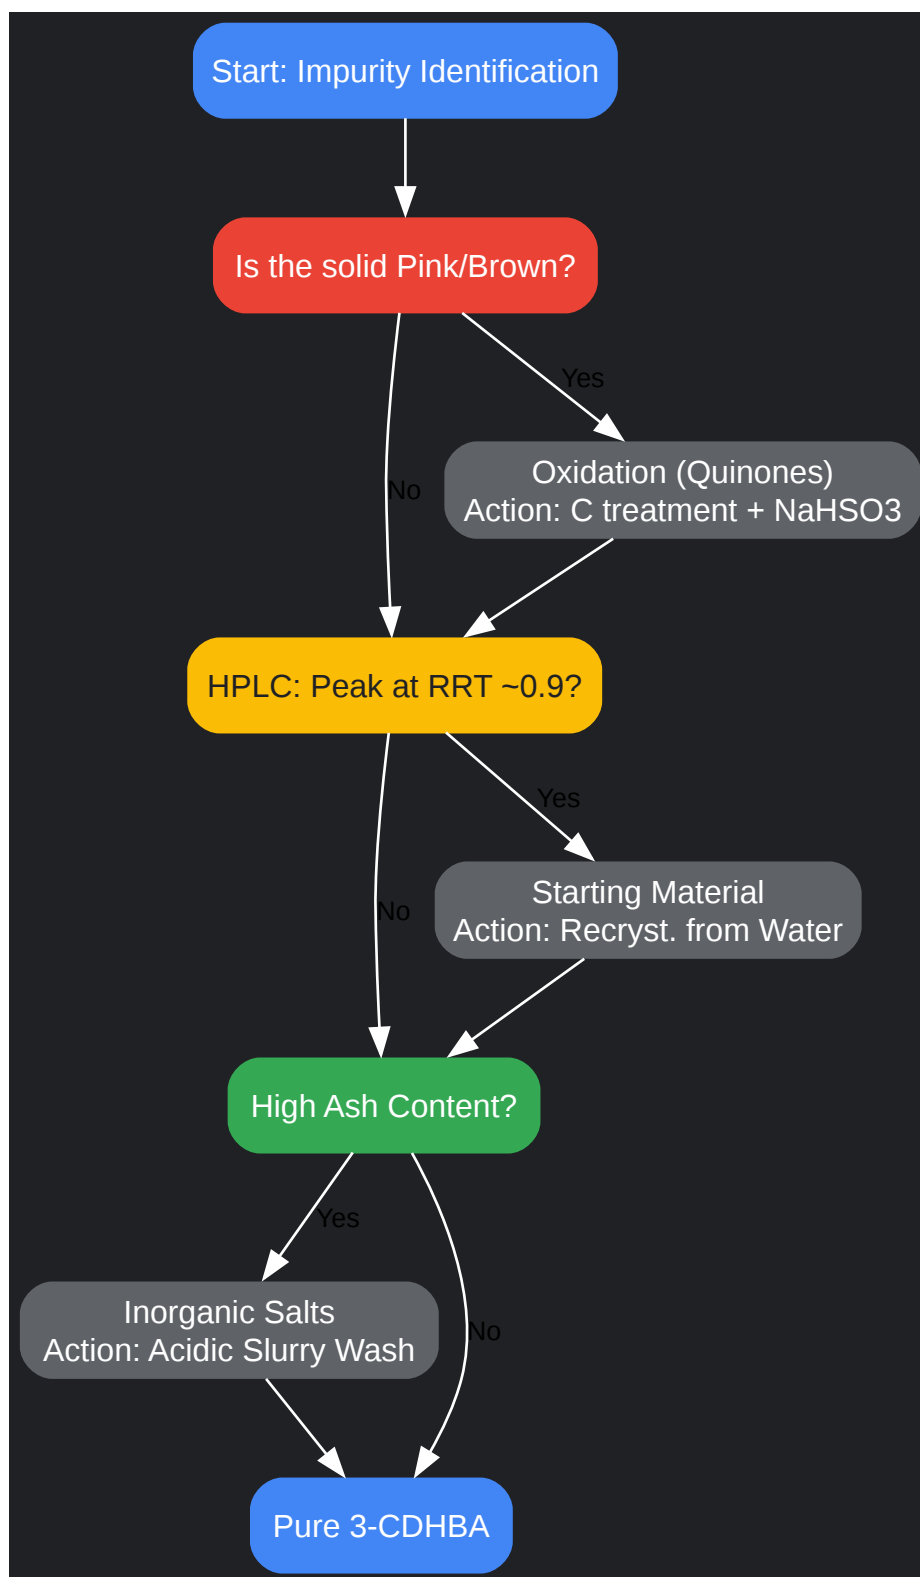 Start: Impurity Identification
Is the solid Pink/Brown?
Yes
Oxidation (Quinones)
Action: C treatment + NaHSO3
No
HPLC: Peak at RRT ~0.9?
Yes
Starting Material
Action: Recryst. from Water
No
High Ash Content?
Yes
Inorganic Salts
Action: Acidic Slurry Wash
No
Pure 3-CDHBA